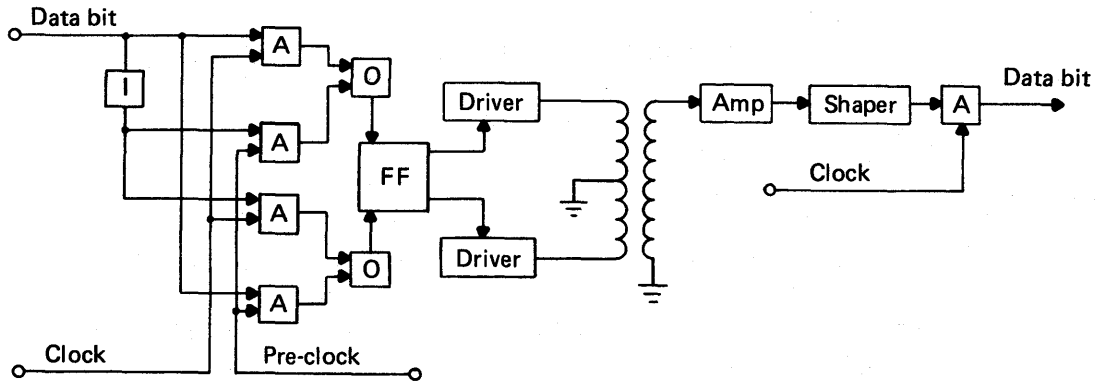 Data bit
A
I
O
A
FF
A
O
A
Driver
Driver
Clock
Pre-clock
Amp
Shaper
A
Data bit
Clock